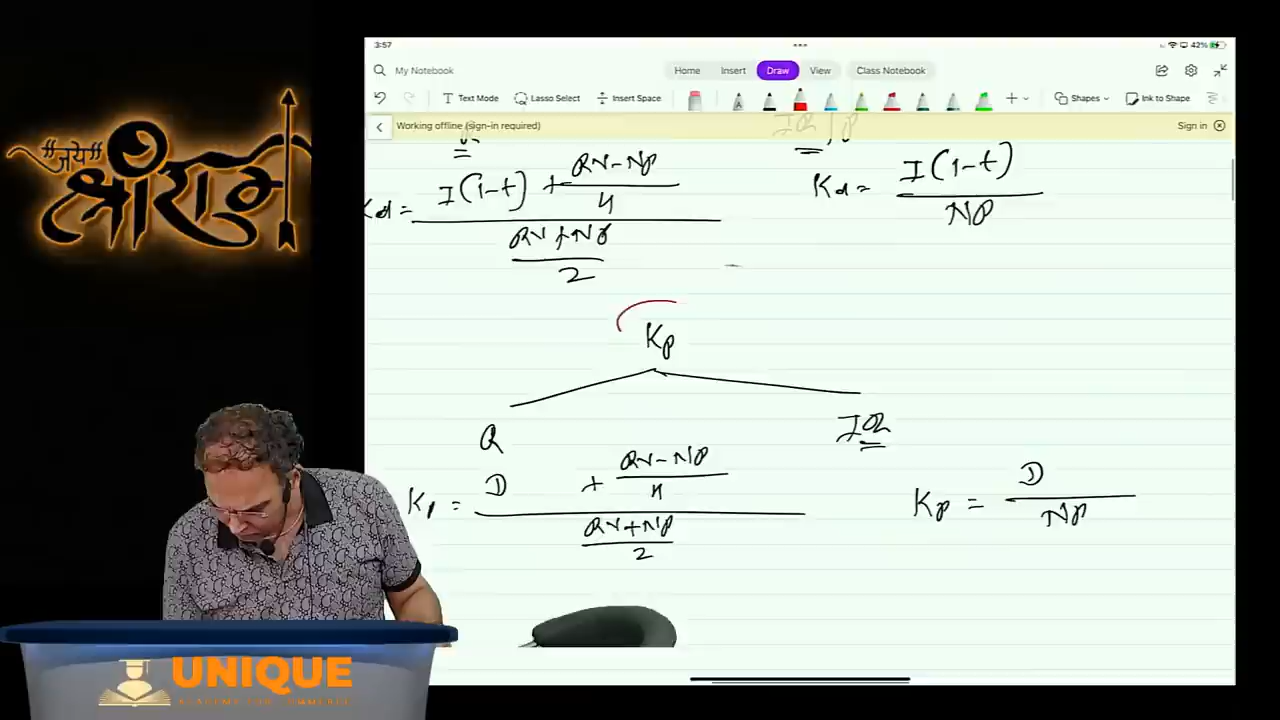 3:57
42%
My Notebook
Home Insert Draw View Class Notebook
Text Mode Lasso Select Insert Space Shapes Ink to Shape
Working offline (sign-in required) Sign in
IR / P
Kd = I(1-t) + RV-NP / n
RV+NP / 2
Kd = I(1-t) / NP
Kp
R
IR
Kp = D + RV-NP / n
RV+NP / 2
Kp = D / NP
"जय"
श्रीराम
UNIQUE